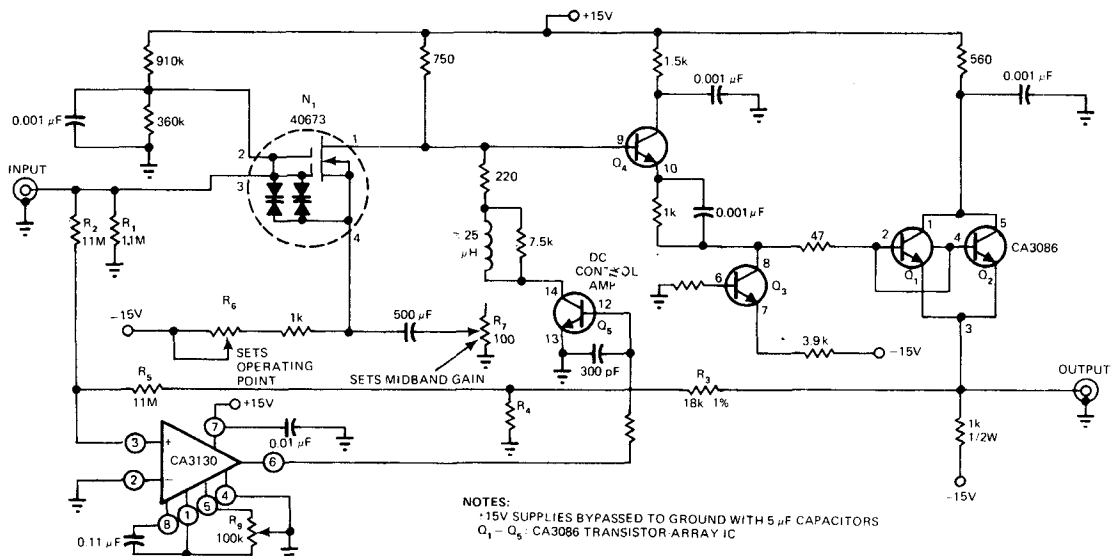 +15V
910k
750
1.5k
560
0.001 µF
0.001 µF
0.001 µF
360k
N1
40673
1
2
3
4
INPUT
R2
11M
R1
1.1M
9
Q4
10
220
1k
0.001 µF
.25
µH
7.5k
DC
CONTROL
AMP
14
12
13
Q5
47
8
6
7
Q3
2
1
4
5
CA3086
Q1
Q2
3
-15V
R6
1k
500 µF
R7
100
300 pF
3.9k
-15V
SETS
OPERATING
POINT
SETS MIDBAND GAIN
R5
11M
R3
18k 1%
OUTPUT
R4
+15V
7
0.01 µF
3
+
CA3130
6
2
−
1k
1/2W
-15V
8
1
5
4
R9
100k
0.11 µF
NOTES:
+15V SUPPLIES BYPASSED TO GROUND WITH 5 µF CAPACITORS
Q1 – Q5: CA3086 TRANSISTOR-ARRAY IC